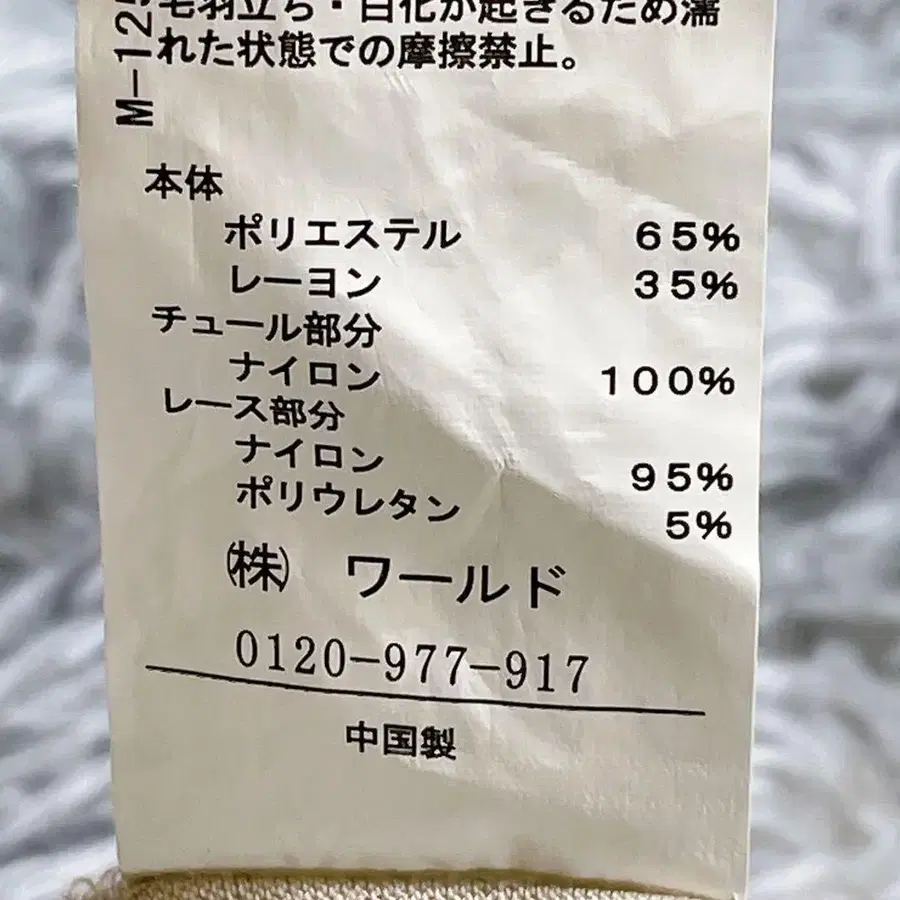 毛羽立ち・白化が起きるため濡
れた状態での摩擦禁止。
M-125
本体
ポリエステル 65%
レーヨン 35%
チュール部分
ナイロン 100%
レース部分
ナイロン 95%
ポリウレタン 5%
㈱ ワールド
0120-977-917
中国製